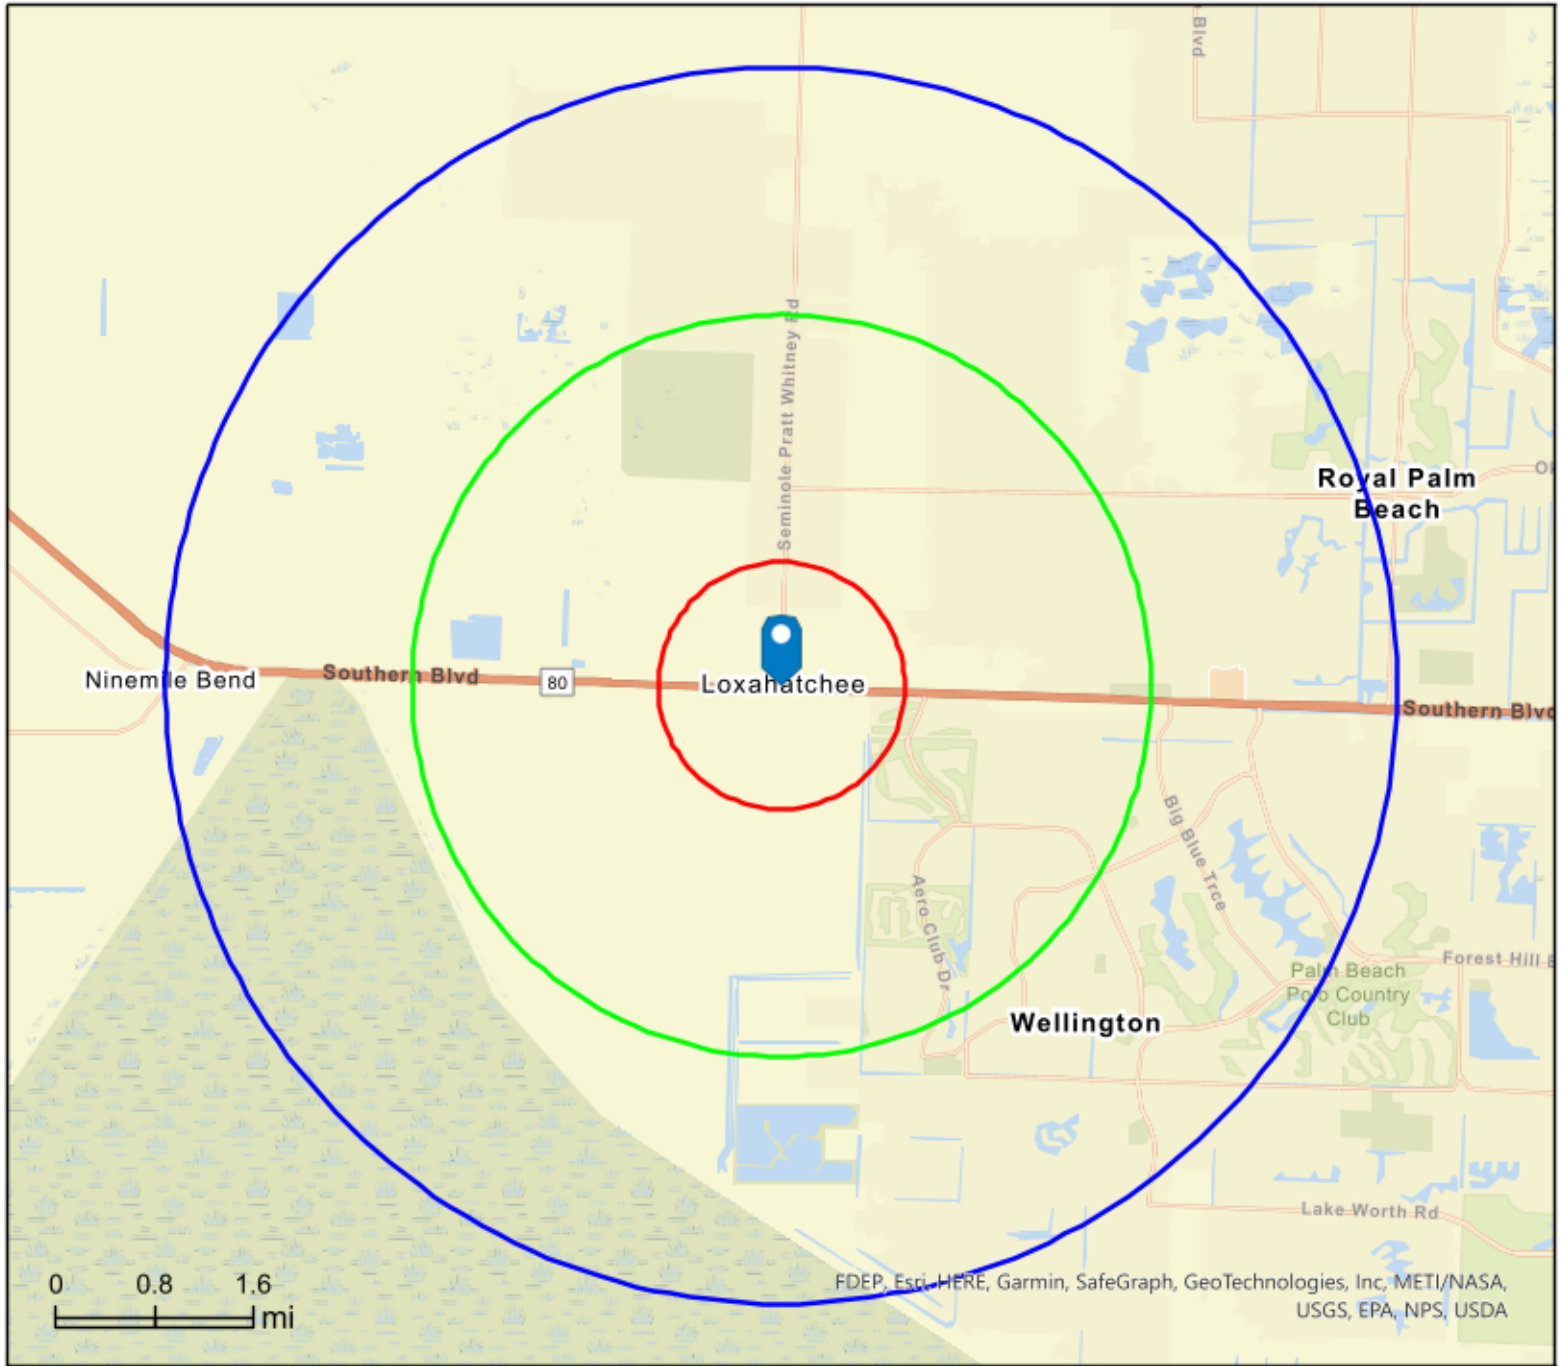 Blvd
Seminole Pratt Whitney Rd
Royal Palm
Beach
Ninemile Bend
Southern Blvd
80
Loxahatchee
Southern Blvd
Big Blue Trce
Aero Club Dr
Forest Hill B
Palm Beach
Polo Country
Club
Wellington
Lake Worth Rd
0 0.8 1.6
mi
FDEP, Esri, HERE, Garmin, SafeGraph, GeoTechnologies, Inc, METI/NASA,
USGS, EPA, NPS, USDA